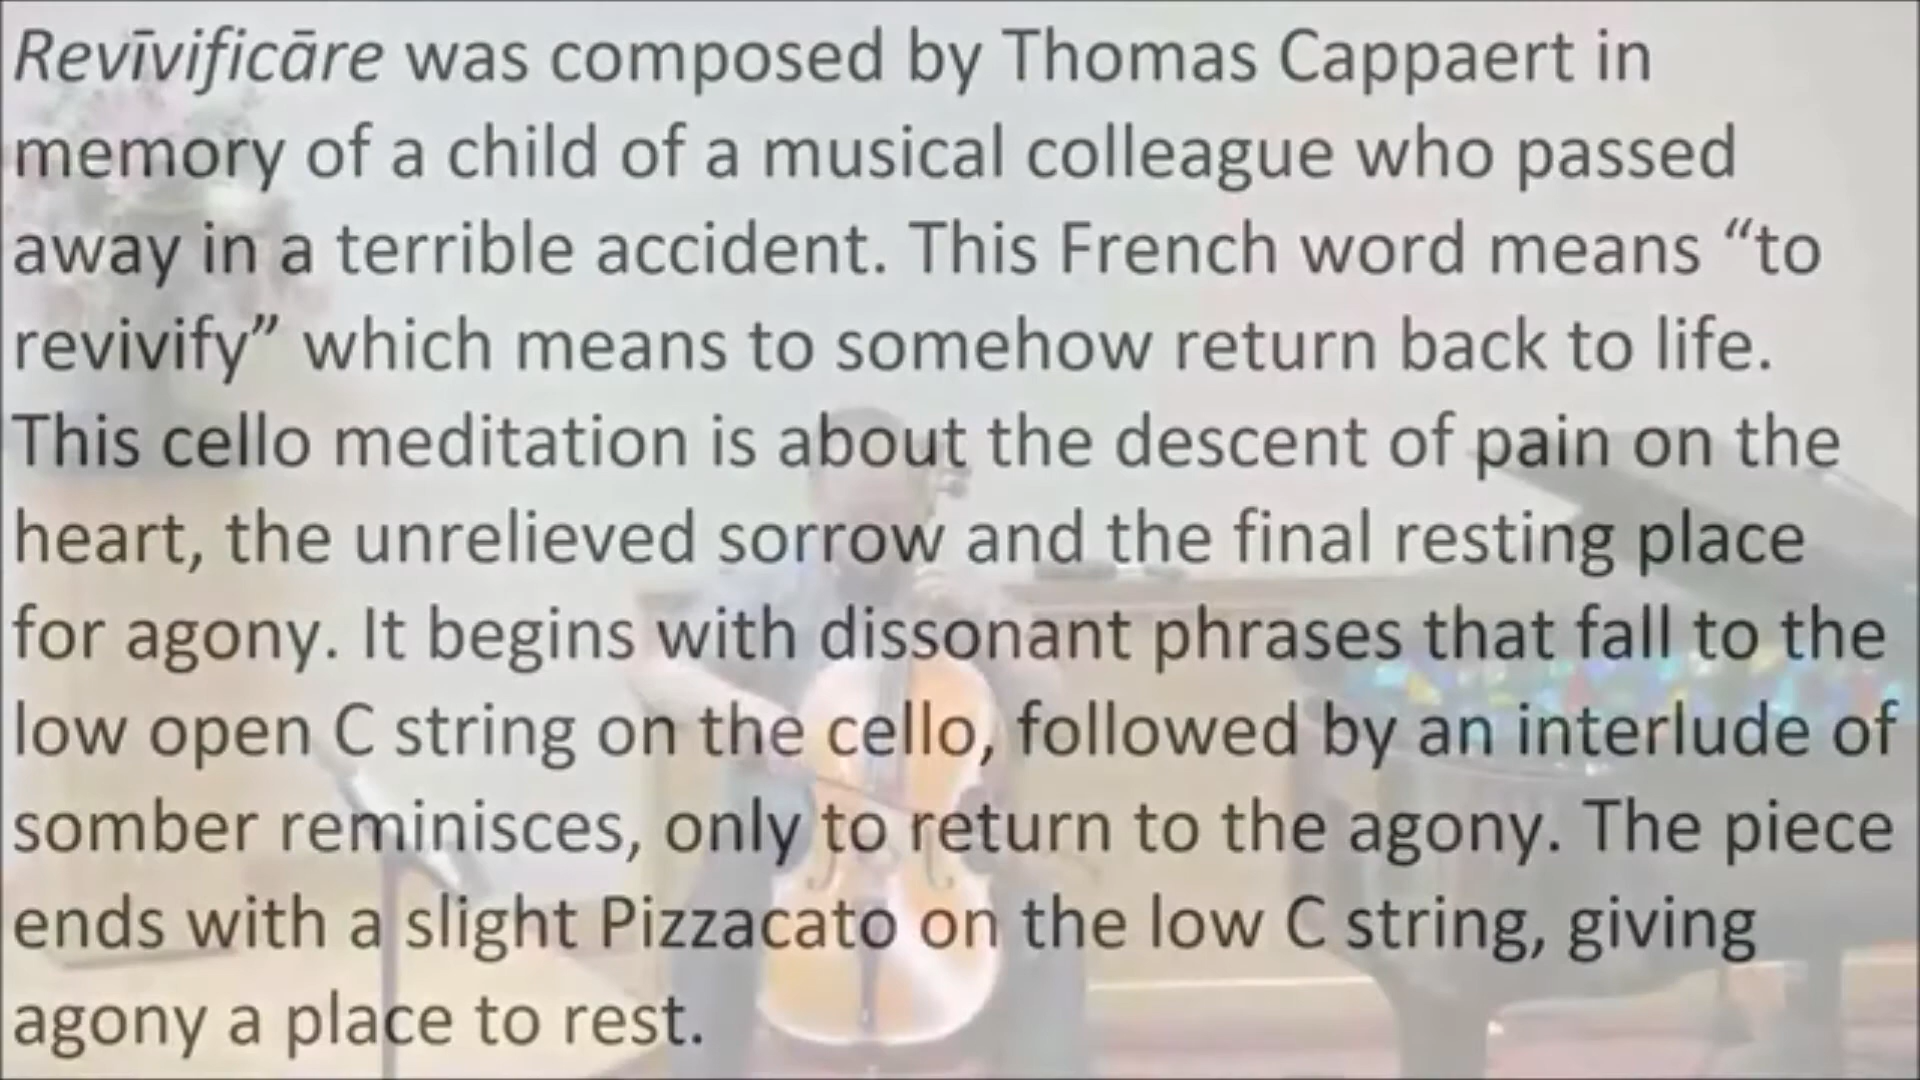 Revīvificāre was composed by Thomas Cappaert in
memory of a child of a musical colleague who passed
away in a terrible accident. This French word means “to
revivify” which means to somehow return back to life.
This cello meditation is about the descent of pain on the
heart, the unrelieved sorrow and the final resting place
for agony. It begins with dissonant phrases that fall to the
low open C string on the cello, followed by an interlude of
somber reminisces, only to return to the agony. The piece
ends with a slight Pizzacato on the low C string, giving
agony a place to rest.